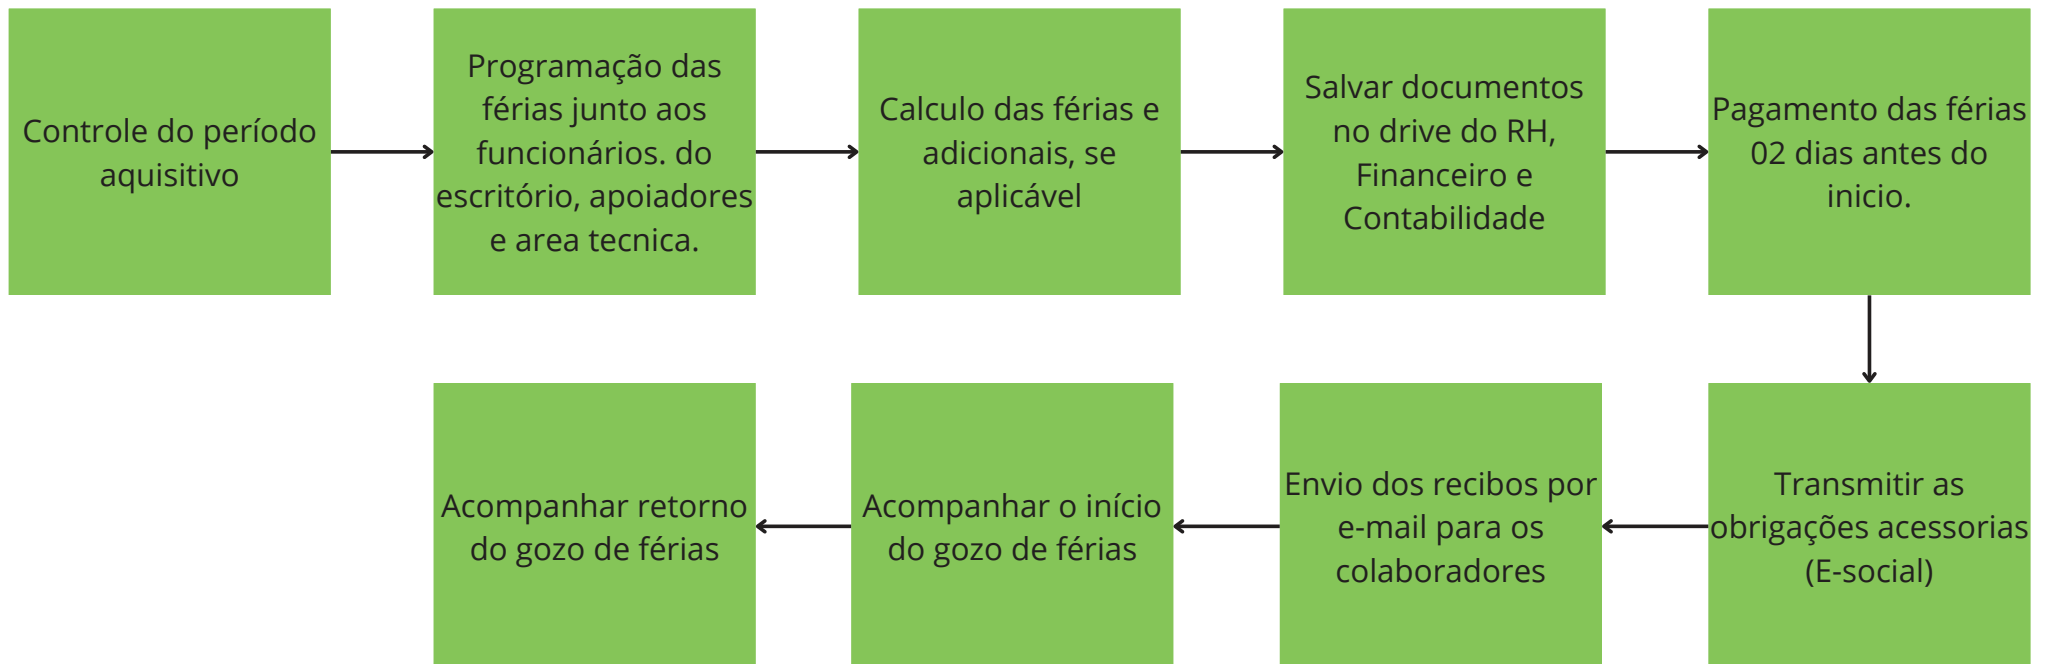 Controle do período
aquisitivo
Programação das
férias junto aos
funcionários. do
escritório, apoiadores
e area tecnica.
Calculo das férias e
adicionais, se
aplicável
Salvar documentos
no drive do RH,
Financeiro e
Contabilidade
Pagamento das férias
02 dias antes do
inicio.
Transmitir as
obrigações acessorias
(E-social)
Envio dos recibos por
e-mail para os
colaboradores
Acompanhar o início
do gozo de férias
Acompanhar retorno
do gozo de férias